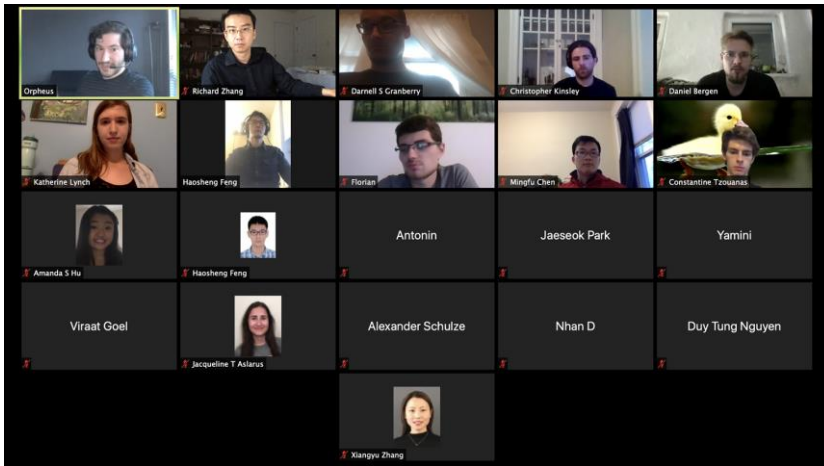 Orpheus
Richard Zhang
Darnell S Granberry
Christopher Kinsley
Daniel Bergen
Katherine Lynch
Haosheng Feng
Florian
Mingfu Chen
Constantine Tzouanas
Amanda S Hu
Haosheng Feng
Antonin
Jaeseok Park
Yamini
Viraat Goel
Jacqueline T Aslarus
Alexander Schulze
Nhan D
Duy Tung Nguyen
Xiangyu Zhang